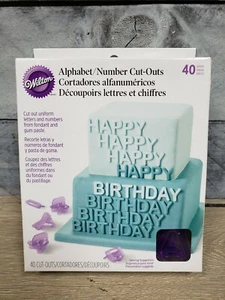 Wilton
Alphabet/Number Cut-Outs
Cortadores alfanuméricos
Découpoirs lettres et chiffres
40
Cut out uniform
letters and numbers
from fondant and
gum paste.
Recorte letras y
números de fondant
y pasta de goma.
Coupez des lettres
et des chiffres
uniformes dans
du fondant ou
du pastillage.
HAPPY
HAPPY
HAPPY
HAPPY
BIRTHDAY
BIRTHDAY
BIRTHDAY
BIRTHDAY
40 CUT-OUTS/CORTADORES/DÉCOUPOIRS